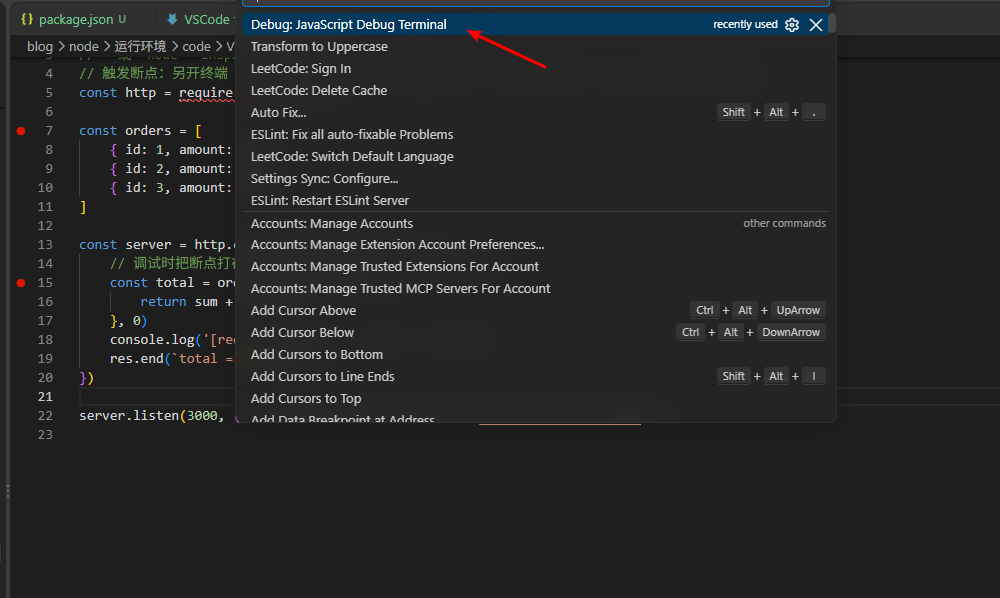 package.json U
VSCode
blog > node > 运行环境 > code > V
4 // 触发断点：另开终端
5 const http = require
6
7 const orders = [
8 { id: 1, amount:
9 { id: 2, amount:
10 { id: 3, amount:
11 ]
12
13 const server = http.
14 // 调试时把断点打在
15 const total = ord
16 return sum +
17 }, 0)
18 console.log('[re
19 res.end(`total =
20 })
21
22 server.listen(3000, (
23
Debug: JavaScript Debug Terminal recently used
Transform to Uppercase
LeetCode: Sign In
LeetCode: Delete Cache
Auto Fix... Shift + Alt + .
ESLint: Fix all auto-fixable Problems
LeetCode: Switch Default Language
Settings Sync: Configure...
ESLint: Restart ESLint Server
Accounts: Manage Accounts other commands
Accounts: Manage Extension Account Preferences...
Accounts: Manage Trusted Extensions For Account
Accounts: Manage Trusted MCP Servers For Account
Add Cursor Above Ctrl + Alt + UpArrow
Add Cursor Below Ctrl + Alt + DownArrow
Add Cursors to Bottom
Add Cursors to Line Ends Shift + Alt + I
Add Cursors to Top
Add Data Breakpoint at Address